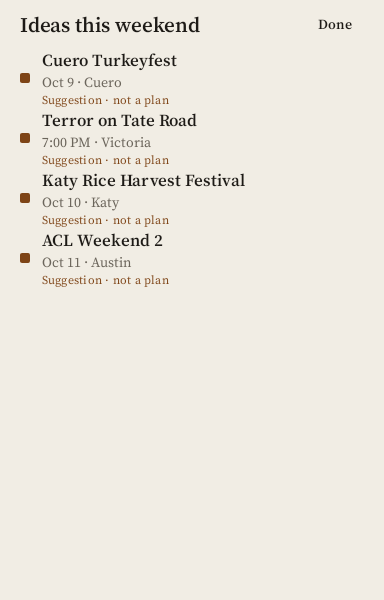 Ideas this weekend
Done
Cuero Turkeyfest
Oct 9 · Cuero
Suggestion · not a plan
Terror on Tate Road
7:00 PM · Victoria
Suggestion · not a plan
Katy Rice Harvest Festival
Oct 10 · Katy
Suggestion · not a plan
ACL Weekend 2
Oct 11 · Austin
Suggestion · not a plan